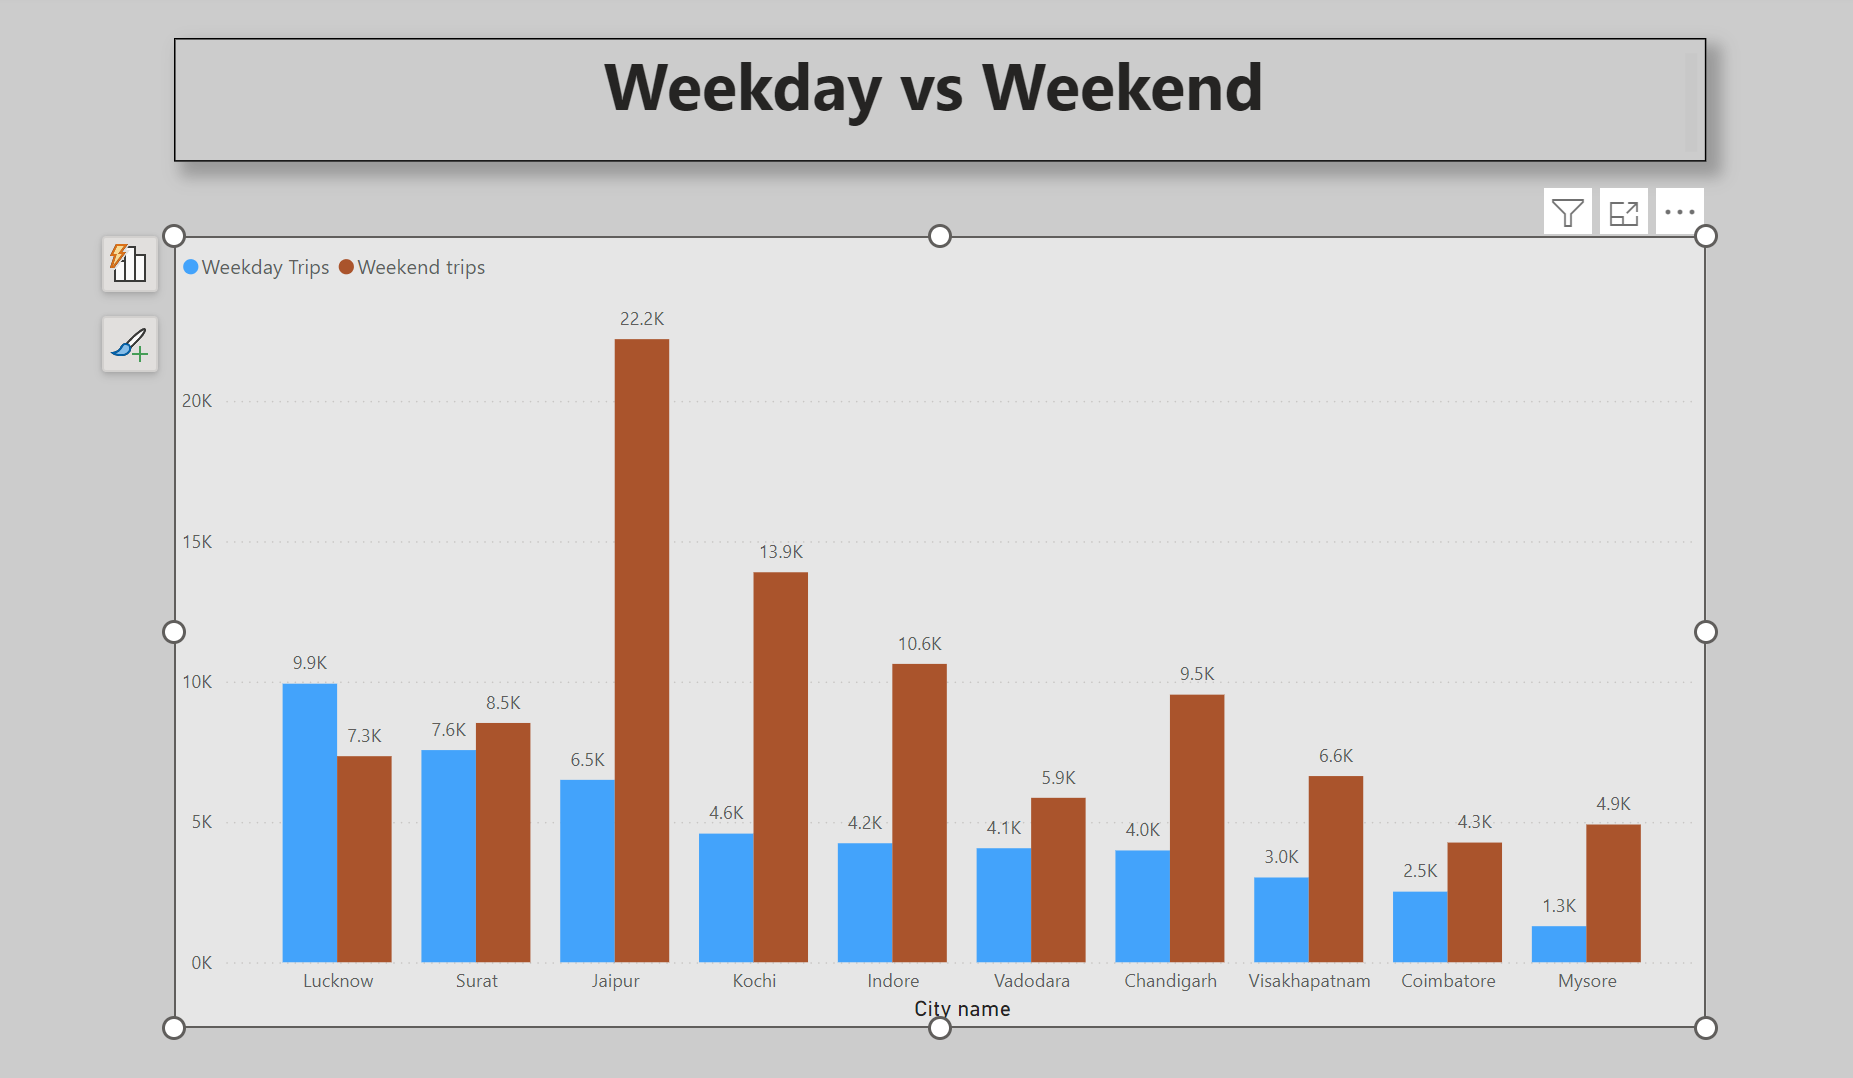 Weekday vs Weekend
Weekday Trips Weekend trips
22.2K
20K
15K
13.9K
10.6K
9.9K
9.5K
10K
8.5K
7.6K
7.3K
6.5K
6.6K
5.9K
5K
4.6K
4.2K
4.1K
4.0K
4.3K
4.9K
3.0K
2.5K
1.3K
0K
Lucknow Surat Jaipur Kochi Indore Vadodara Chandigarh Visakhapatnam Coimbatore Mysore
City name